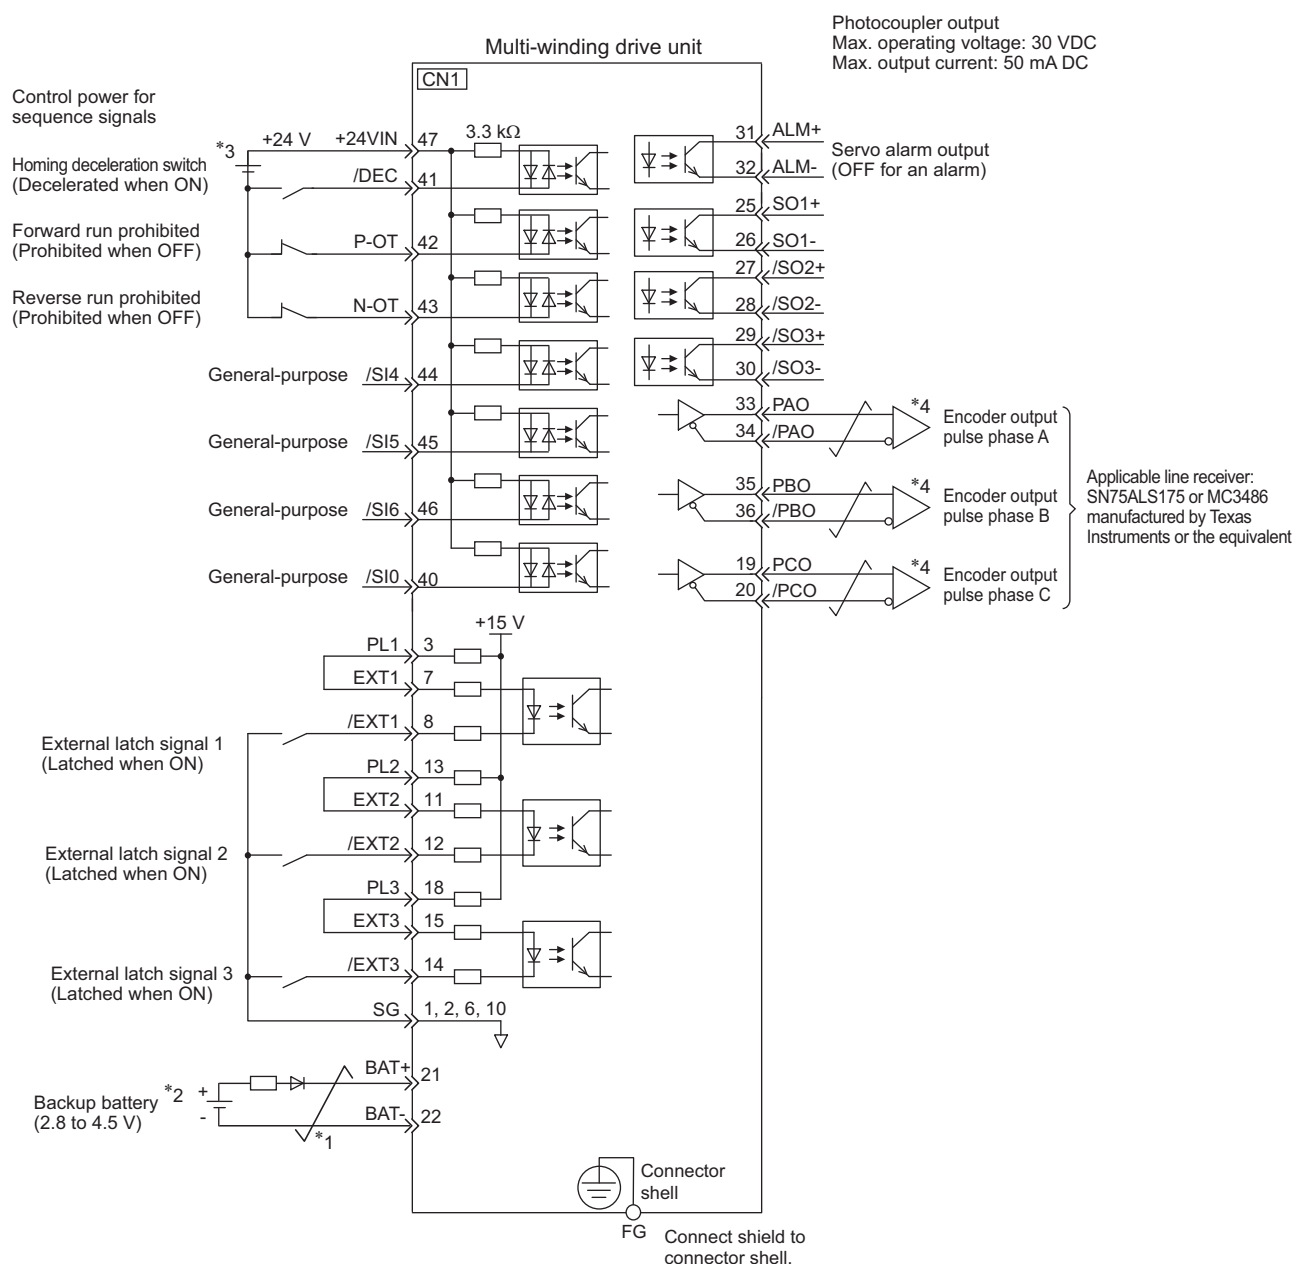 Photocoupler output
Max. operating voltage: 30 VDC
Max. output current: 50 mA DC
Multi-winding drive unit
CN1
Control power for
sequence signals
*3
+24 V
+24VIN
47
3.3 kΩ
Homing deceleration switch
(Decelerated when ON)
/DEC
41
Forward run prohibited
(Prohibited when OFF)
P-OT
42
Reverse run prohibited
(Prohibited when OFF)
N-OT
43
General-purpose
/SI4
44
General-purpose
/SI5
45
General-purpose
/SI6
46
General-purpose
/SI0
40
31
ALM+
32
ALM-
Servo alarm output
(OFF for an alarm)
25
SO1+
26
SO1-
27
/SO2+
28
/SO2-
29
/SO3+
30
/SO3-
33
PAO
34
/PAO
*4
Encoder output
pulse phase A
35
PBO
36
/PBO
*4
Encoder output
pulse phase B
19
PCO
20
/PCO
*4
Encoder output
pulse phase C
Applicable line receiver:
SN75ALS175 or MC3486
manufactured by Texas
Instruments or the equivalent
+15 V
PL1
3
EXT1
7
/EXT1
8
External latch signal 1
(Latched when ON)
PL2
13
EXT2
11
/EXT2
12
External latch signal 2
(Latched when ON)
PL3
18
EXT3
15
/EXT3
14
External latch signal 3
(Latched when ON)
SG
1, 2, 6, 10
BAT+
21
Backup battery
(2.8 to 4.5 V)
*2
+
-
BAT-
22
*1
Connector
shell
FG
Connect shield to
connector shell.